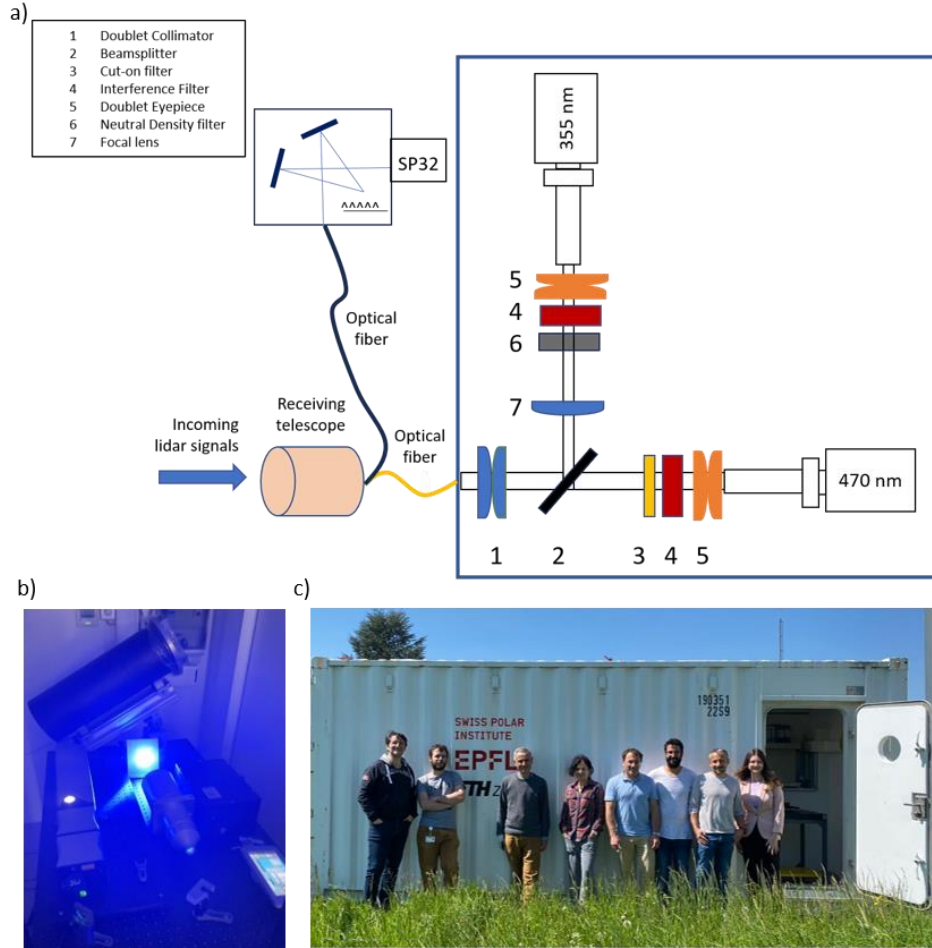 a)
1 Doublet Collimator
2 Beamsplitter
3 Cut-on filter
4 Interference Filter
5 Doublet Eyepiece
6 Neutral Density filter
7 Focal lens
SP32
^^^^^
355 nm
5
4
6
7
Optical
fiber
Receiving
telescope
Incoming
lidar signals
Optical
fiber
470 nm
1
2
3
4
5
b)
c)
190351
22S9
SWISS POLAR
INSTITUTE
EPFL
ETH Z